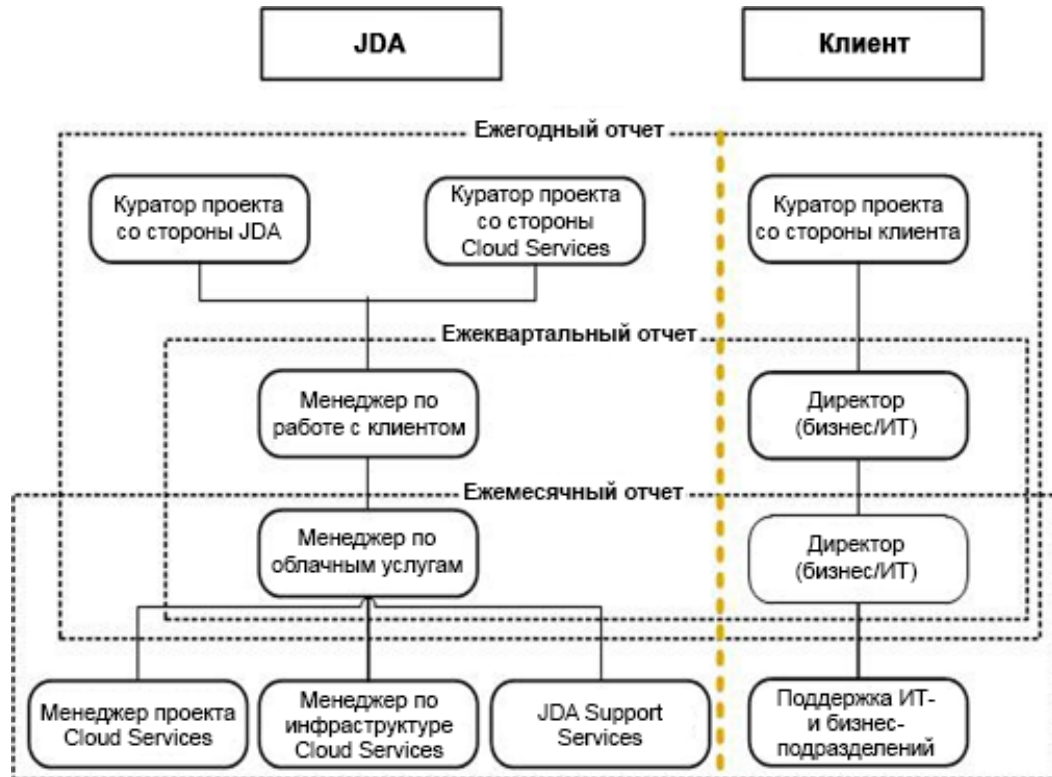 JDA
Клиент
Ежегодный отчет
Куратор проекта
со стороны JDA
Куратор проекта
со стороны
Cloud Services
Куратор проекта
со стороны клиента
Ежеквартальный отчет
Менеджер по
работе с клиентом
Директор
(бизнес/ИТ)
Ежемесячный отчет
Менеджер по
облачным услугам
Директор
(бизнес/ИТ)
Менеджер проекта
Cloud Services
Менеджер по
инфраструктуре
Cloud Services
JDA Support
Services
Поддержка ИТ-
и бизнес-
подразделений